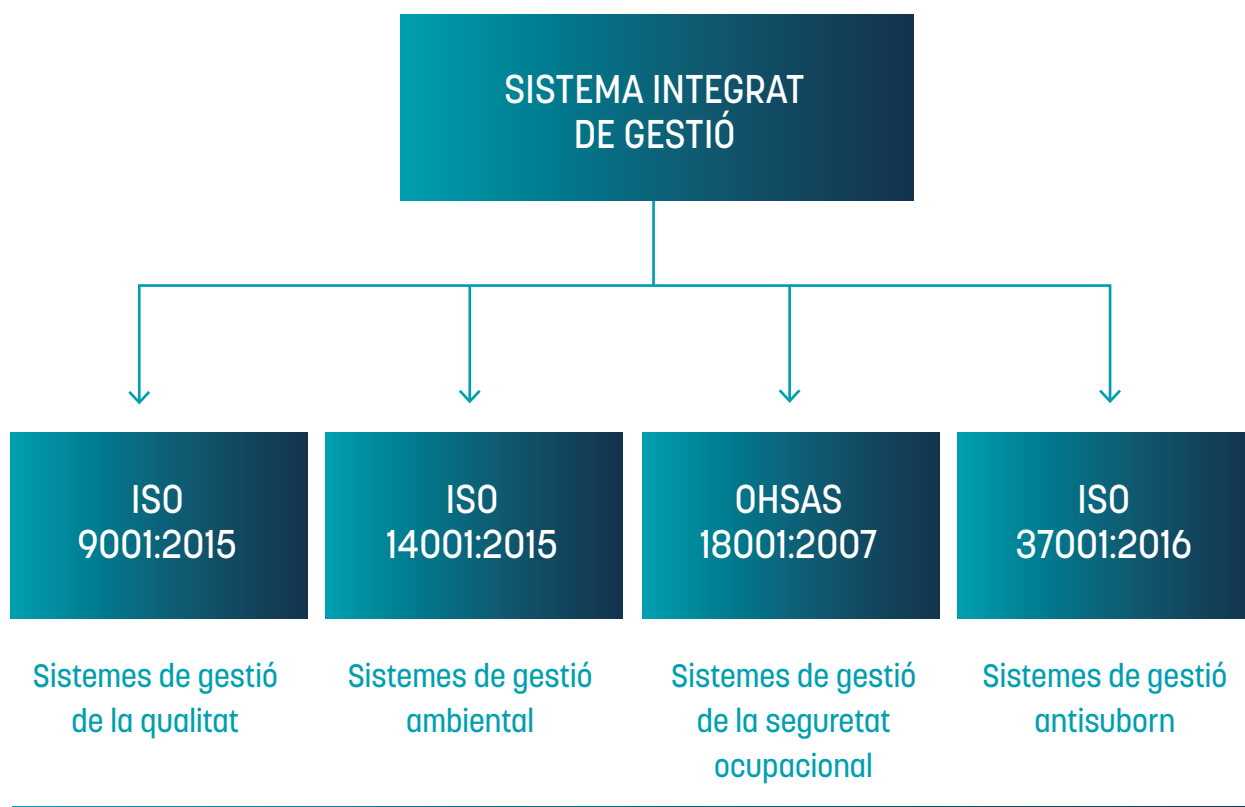 SISTEMA INTEGRAT
DE GESTIÓ
ISO
9001:2015
ISO
14001:2015
OHSAS
18001:2007
ISO
37001:2016
Sistemes de gestió
de la qualitat
Sistemes de gestió
ambiental
Sistemes de gestió
de la seguretat
ocupacional
Sistemes de gestió
antisuborn